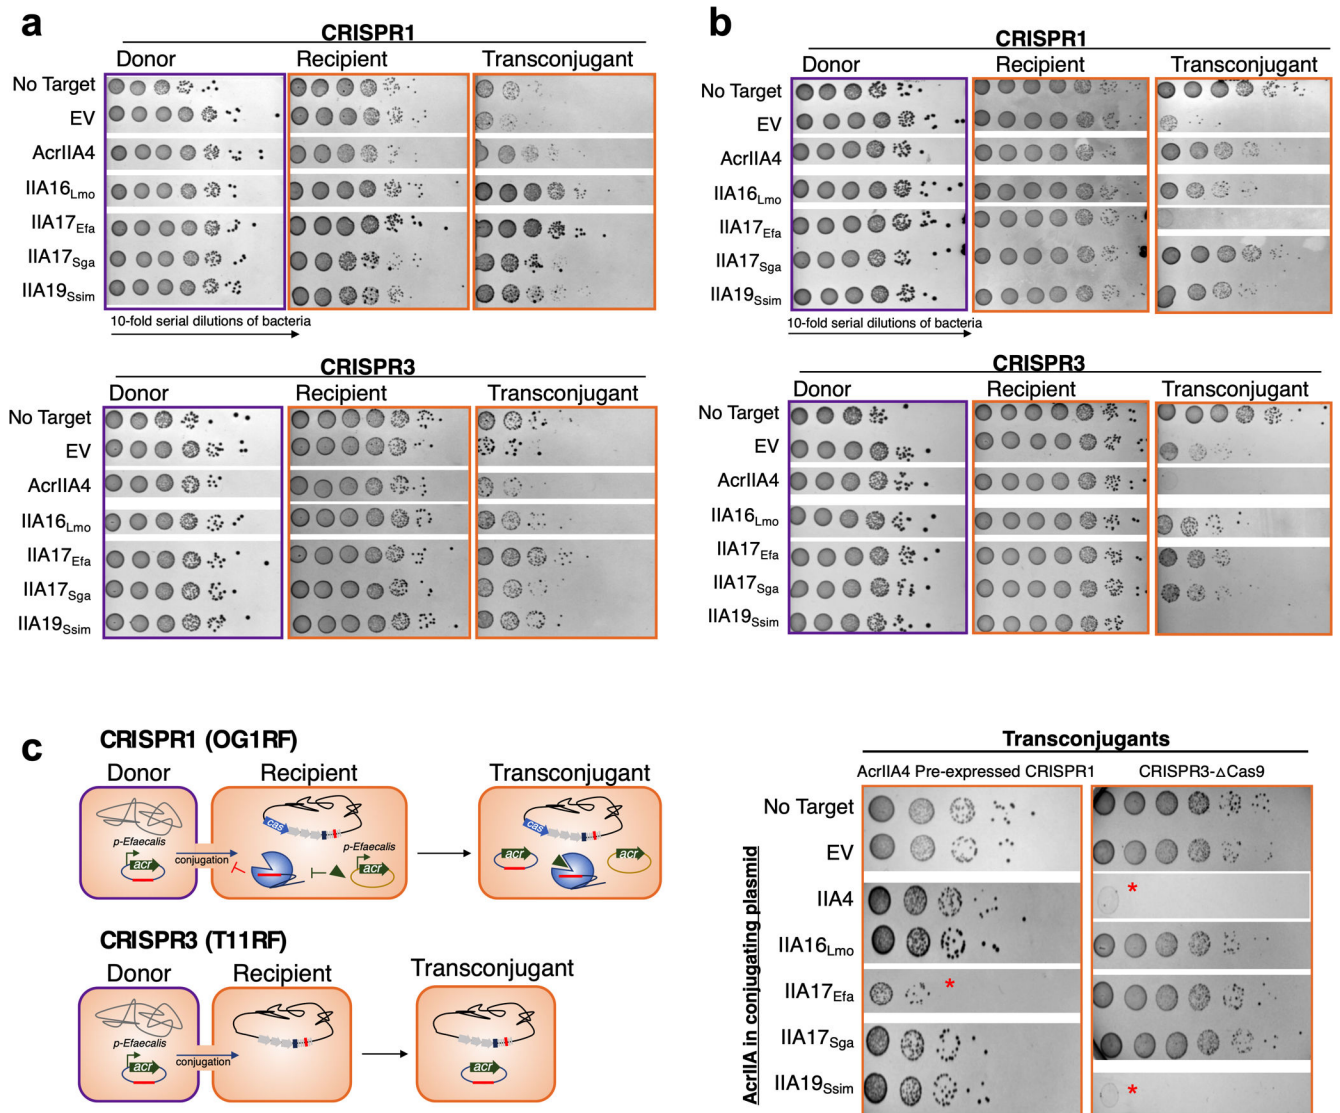 a
CRISPR1
Donor Recipient Transconjugant
No Target
EV
AcrIIA4
IIA16Lmo
IIA17Efa
IIA17Sga
IIA19Ssim
10-fold serial dilutions of bacteria
CRISPR3
Donor Recipient Transconjugant
No Target
EV
AcrIIA4
IIA16Lmo
IIA17Efa
IIA17Sga
IIA19Ssim
b
CRISPR1
Donor Recipient Transconjugant
No Target
EV
AcrIIA4
IIA16Lmo
IIA17Efa
IIA17Sga
IIA19Ssim
10-fold serial dilutions of bacteria
CRISPR3
Donor Recipient Transconjugant
No Target
EV
AcrIIA4
IIA16Lmo
IIA17Efa
IIA17Sga
IIA19Ssim
c
CRISPR1 (OG1RF)
Donor Recipient Transconjugant
p-Efaecalis
acr
conjugation
cas
p-Efaecalis
acr
cas
acr
acr
CRISPR3 (T11RF)
Donor Recipient Transconjugant
p-Efaecalis
acr
conjugation
acr
Transconjugants
AcrIIA4 Pre-expressed CRISPR1 CRISPR3-△Cas9
AcrIIA in conjugating plasmid
No Target
EV
IIA4 *
IIA16Lmo
IIA17Efa *
IIA17Sga
IIA19Ssim *